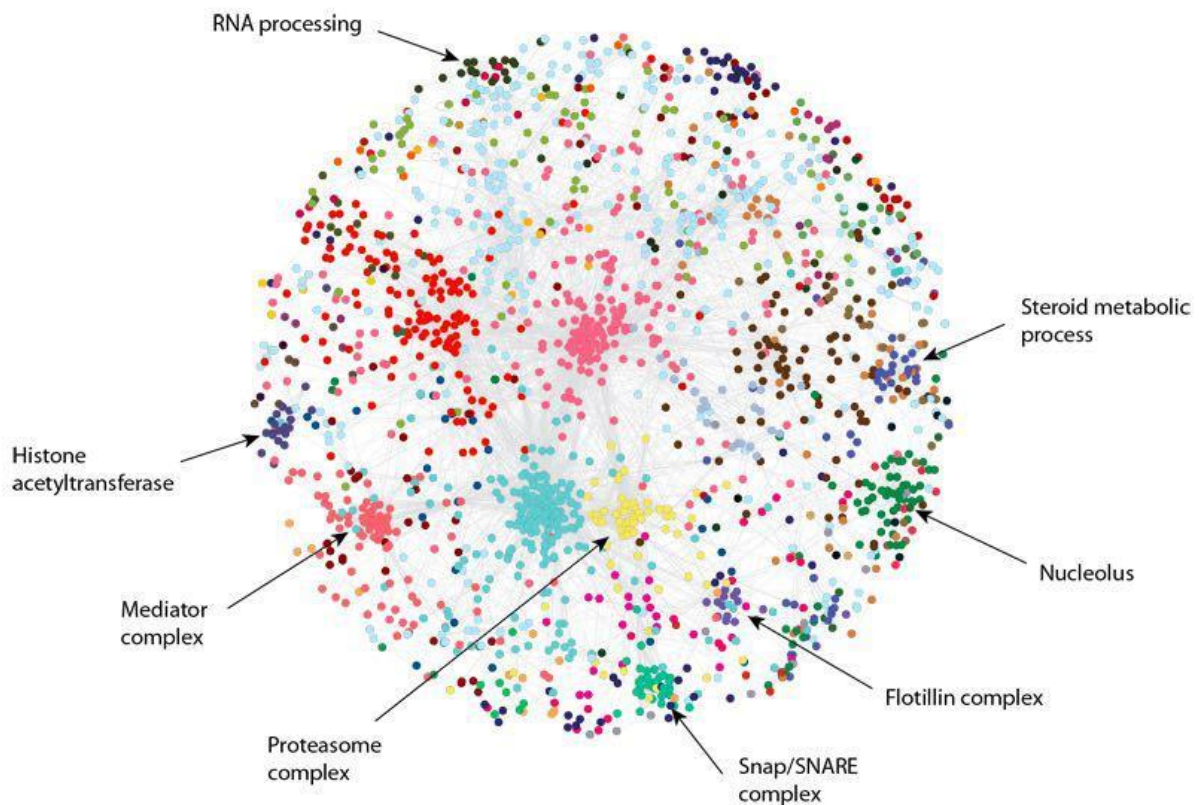 RNA processing
Steroid metabolic
process
Histone
acetyltransferase
Nucleolus
Mediator
complex
Flotillin complex
Proteasome
complex
Snap/SNARE
complex